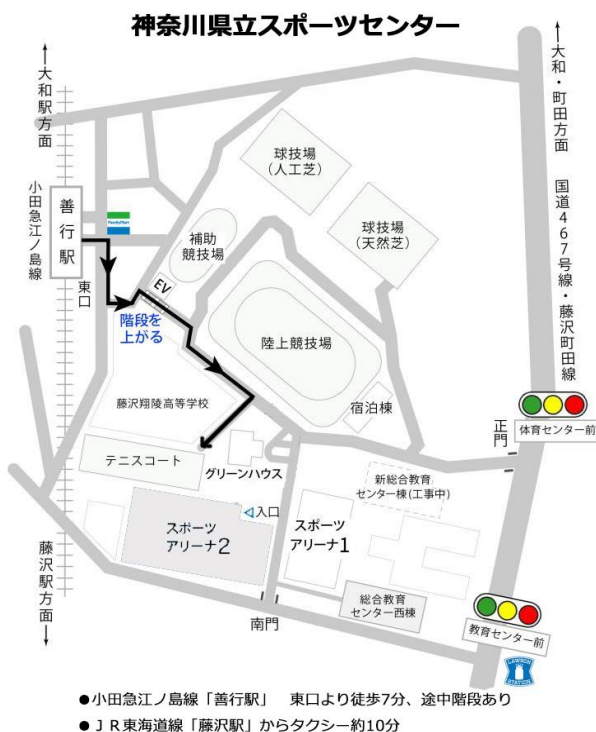 神奈川県立スポーツセンター
←大和駅方面
小田急江ノ島線
善行駅
東口
FamilyMart
EV
階段を
上がる
補助
競技場
球技場
(人工芝)
球技場
(天然芝)
陸上競技場
宿泊棟
←大和・町田方面
国道467号線・藤沢町田線
体育センター前
正門
藤沢翔陵高等学校
テニスコート
グリーンハウス
入口
スポーツ
アリーナ2
スポーツ
アリーナ1
新総合教育
センター棟(工事中)
総合教育
センター西棟
教育センター前
LAWSON
STATION
南門
藤沢駅方面→
●小田急江ノ島線「善行駅」 東口より徒歩7分、途中階段あり
●JR東海道線「藤沢駅」からタクシー約10分